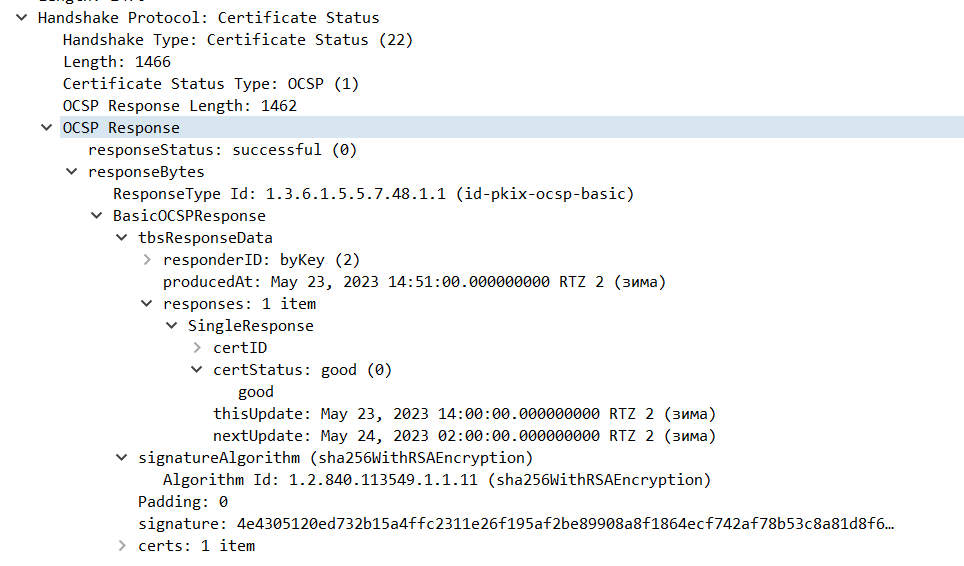 Handshake Protocol: Certificate Status
Handshake Type: Certificate Status (22)
Length: 1466
Certificate Status Type: OCSP (1)
OCSP Response Length: 1462
OCSP Response
responseStatus: successful (0)
responseBytes
ResponseType Id: 1.3.6.1.5.5.7.48.1.1 (id-pkix-ocsp-basic)
BasicOCSPResponse
tbsResponseData
responderID: byKey (2)
producedAt: May 23, 2023 14:51:00.000000000 RTZ 2 (зима)
responses: 1 item
SingleResponse
certID
certStatus: good (0)
good
thisUpdate: May 23, 2023 14:00:00.000000000 RTZ 2 (зима)
nextUpdate: May 24, 2023 02:00:00.000000000 RTZ 2 (зима)
signatureAlgorithm (sha256WithRSAEncryption)
Algorithm Id: 1.2.840.113549.1.1.11 (sha256WithRSAEncryption)
Padding: 0
signature: 4e4305120ed732b15a4ffc2311e26f195af2be89908a8f1864ecf742af78b53c8a81d8f6…
certs: 1 item